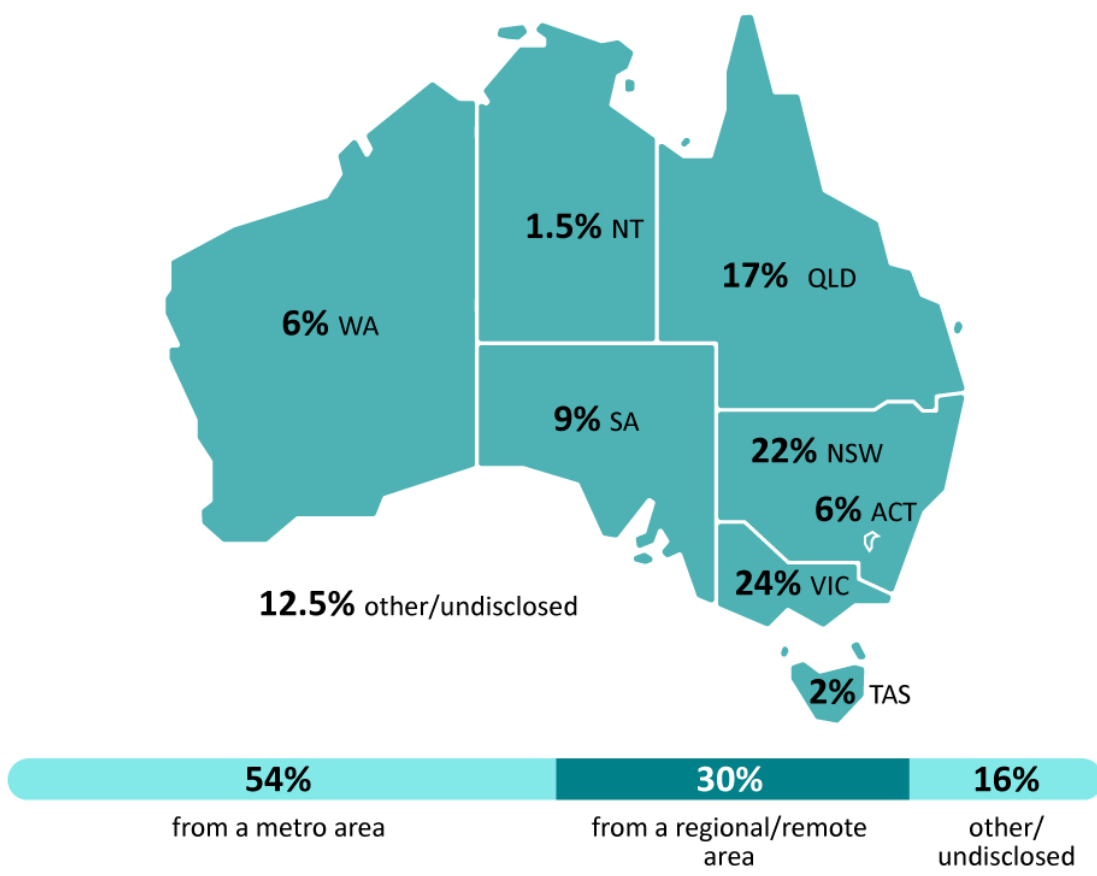 1.5% NT
17% QLD
6% WA
9% SA
22% NSW
6% ACT
24% VIC
12.5% other/undisclosed
2% TAS
54%
from a metro area
30%
from a regional/remote
area
16%
other/
undisclosed